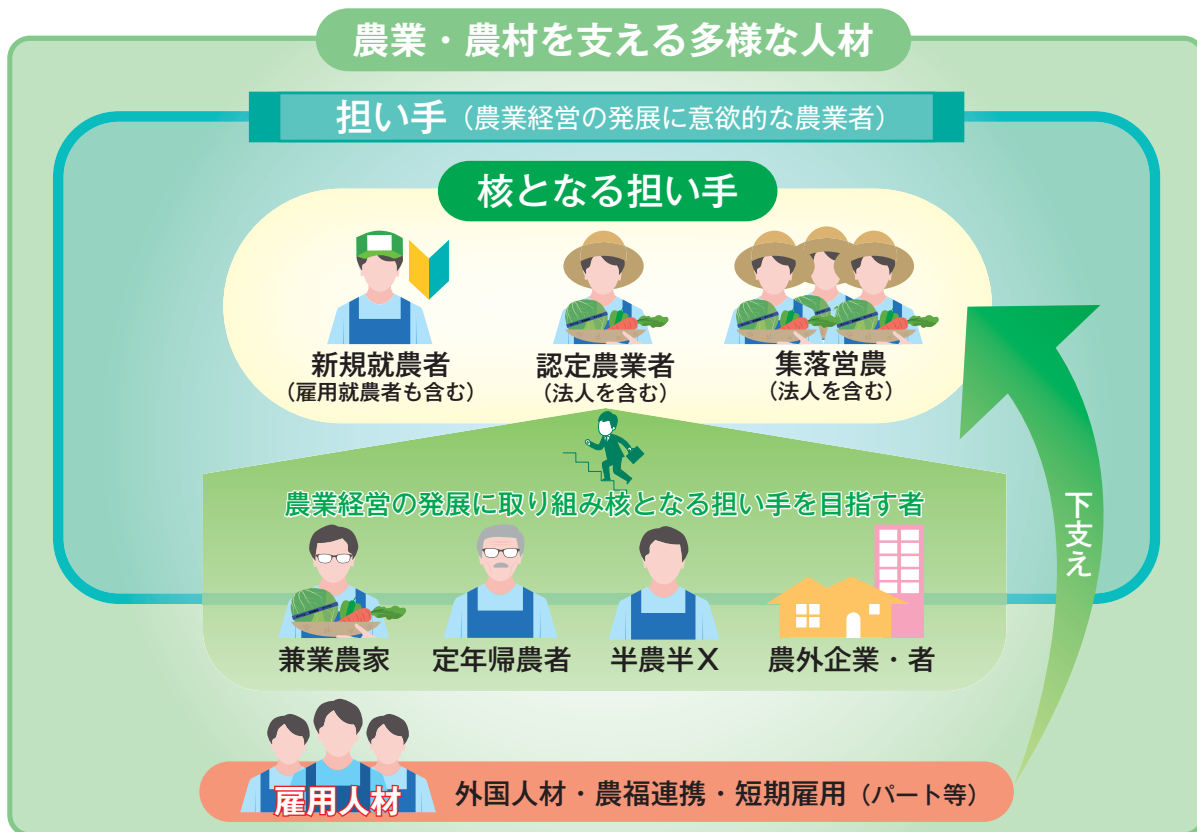 農業・農村を支える多様な人材
担い手（農業経営の発展に意欲的な農業者）
核となる担い手
新規就農者
（雇用就農者も含む）
認定農業者
（法人を含む）
集落営農
（法人を含む）
農業経営の発展に取り組み核となる担い手を目指す者
下支え
兼業農家
定年帰農者
半農半X
農外企業・者
雇用人材
外国人材・農福連携・短期雇用（パート等）